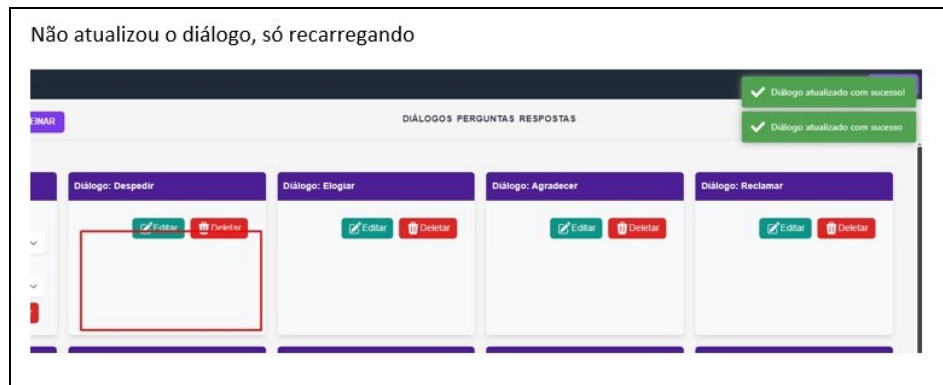 Não atualizou o diálogo, só recarregando
Diálogo atualizado com sucesso!
EINAR
DIÁLOGOS PERGUNTAS RESPOSTAS
Diálogo atualizado com sucesso
Diálogo: Despedir
Diálogo: Elogiar
Diálogo: Agradecer
Diálogo: Reclamar
Editar Deletar
Editar Deletar
Editar Deletar
Editar Deletar